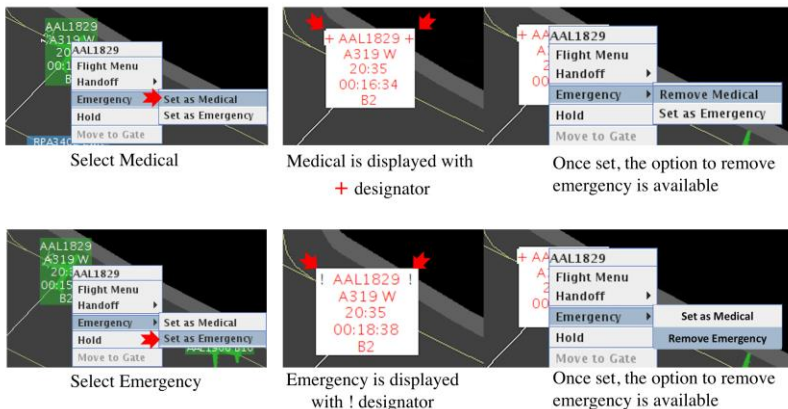 AAL1829
A319 W
AAL1829
Flight Menu
Handoff
Emergency
Set as Medical
Hold
Set as Emergency
Move to Gate
Select Medical
+ AAL1829 +
A319 W
20:35
00:16:34
B2
Medical is displayed with
+ designator
+ AA
AAL1829
Flight Menu
Handoff
Emergency
Remove Medical
Hold
Set as Emergency
Move to Gate
Once set, the option to remove
emergency is available
AAL1829
A319 W
AAL1829
Flight Menu
Handoff
Emergency
Set as Medical
Hold
Set as Emergency
Move to Gate
B2
Select Emergency
! AAL1829 !
A319 W
20:35
00:18:38
B2
Emergency is displayed
with ! designator
+ AA
AAL1829
Flight Menu
Handoff
Emergency
Set as Medical
Hold
Remove Emergency
Move to Gate
Once set, the option to remove
emergency is available